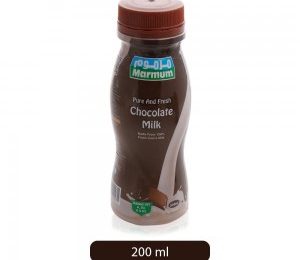 مرموم
Marmum
Pure And Fresh
Chocolate
Milk
200 ml